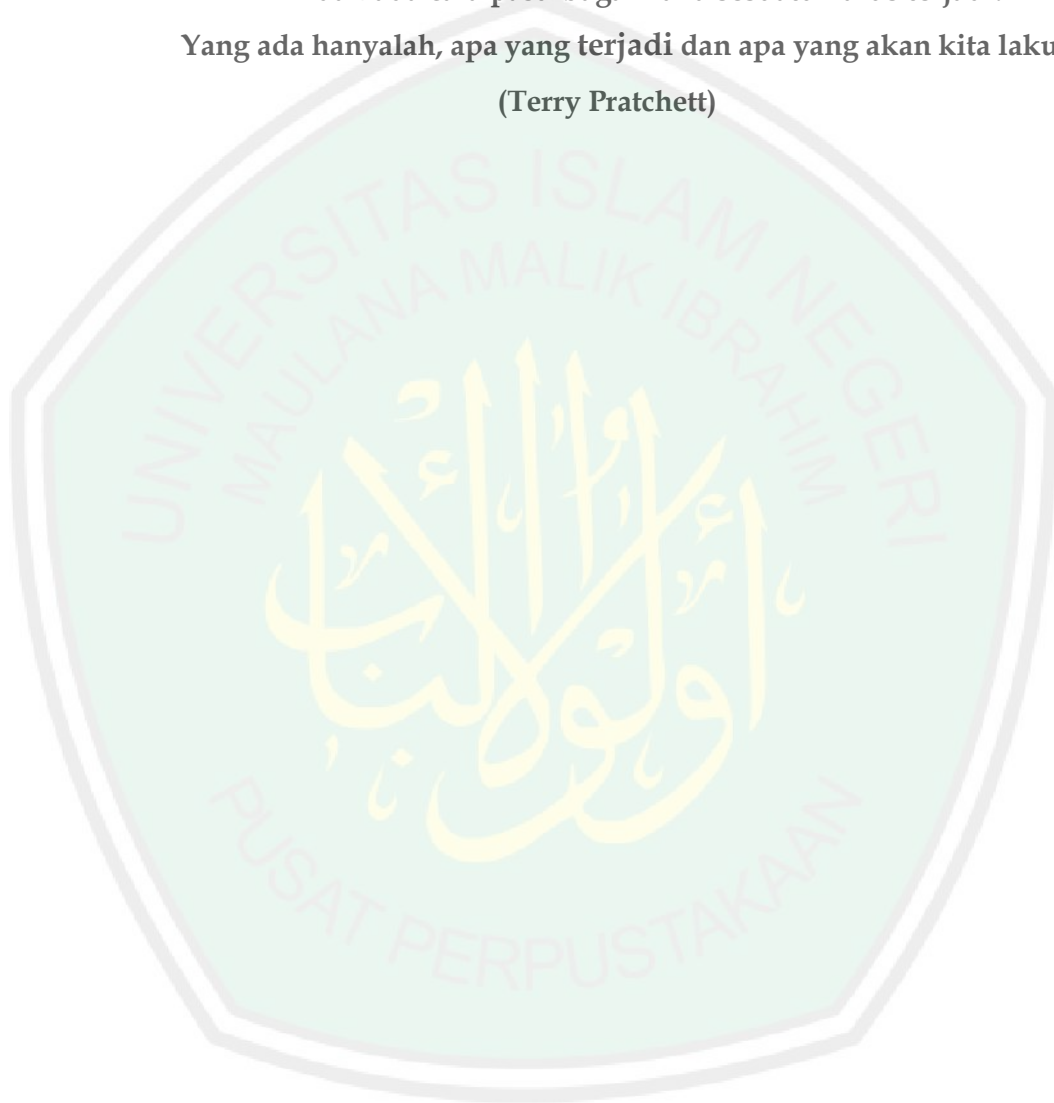 Yang ada hanyalah, apa yang terjadi dan apa yang akan kita laku
(Terry Pratchett)
UNIVERSITAS ISLAM NEGERI
MAULANA MALIK IBRAHIM
أولوا الألباب
PUSAT PERPUSTAKAAN